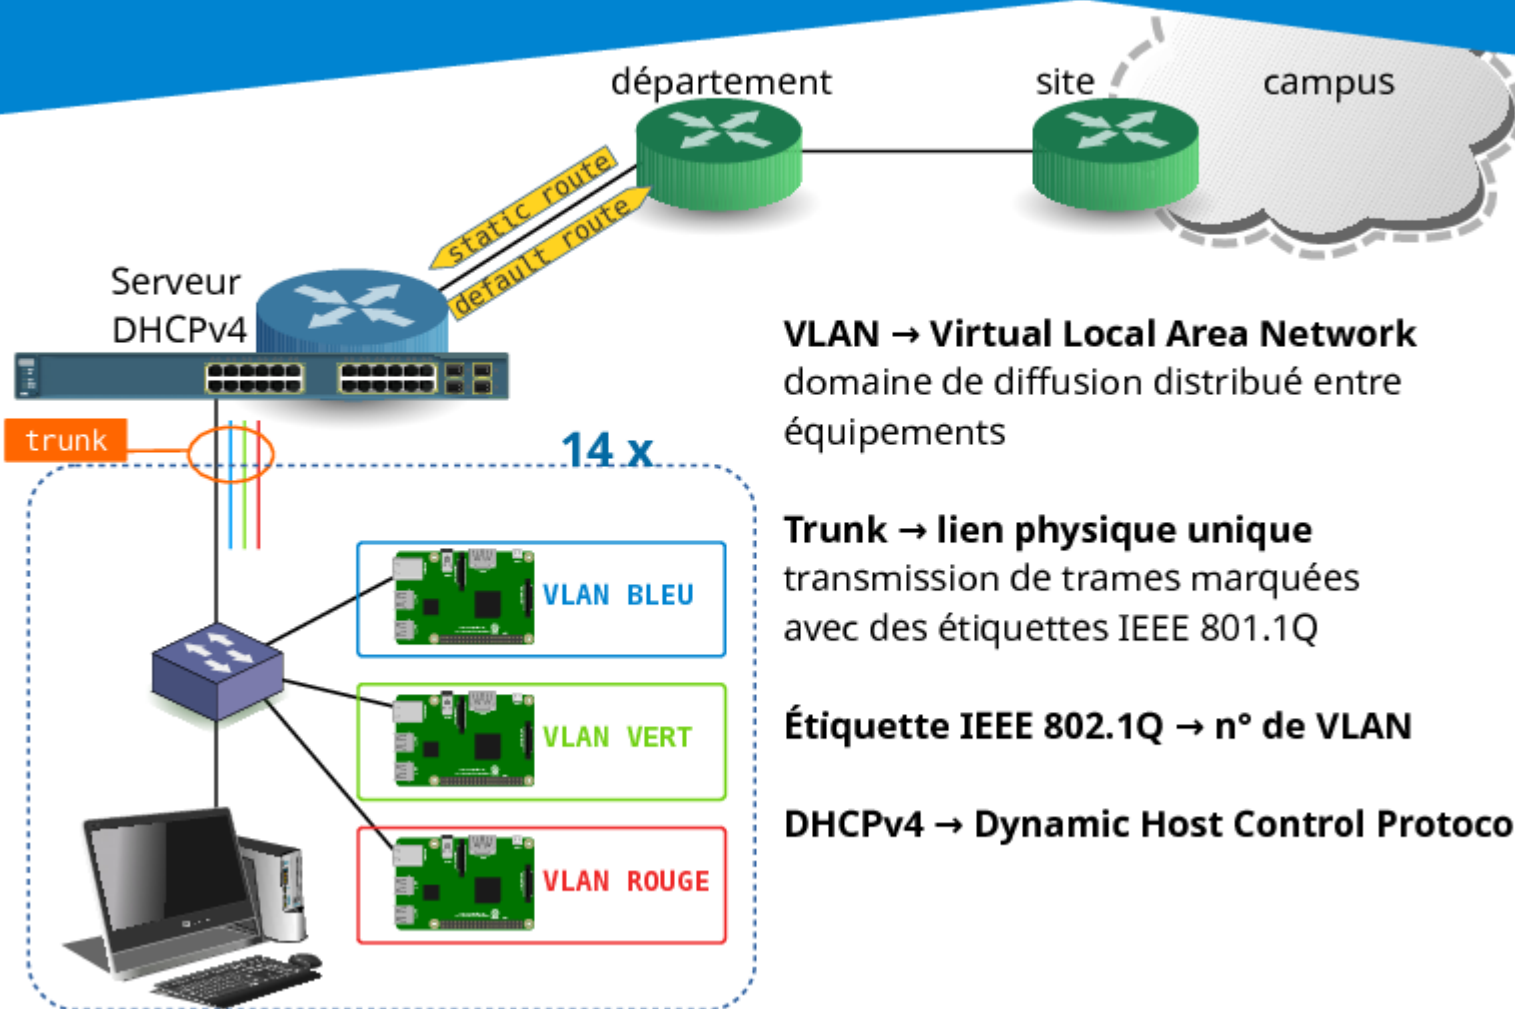 département
site
campus
static route
default route
Serveur
DHCPv4
trunk
14 x
VLAN BLEU
VLAN VERT
VLAN ROUGE
VLAN → Virtual Local Area Network
domaine de diffusion distribué entre
équipements
Trunk → lien physique unique
transmission de trames marquées
avec des étiquettes IEEE 801.1Q
Étiquette IEEE 802.1Q → n° de VLAN
DHCPv4 → Dynamic Host Control Protoco